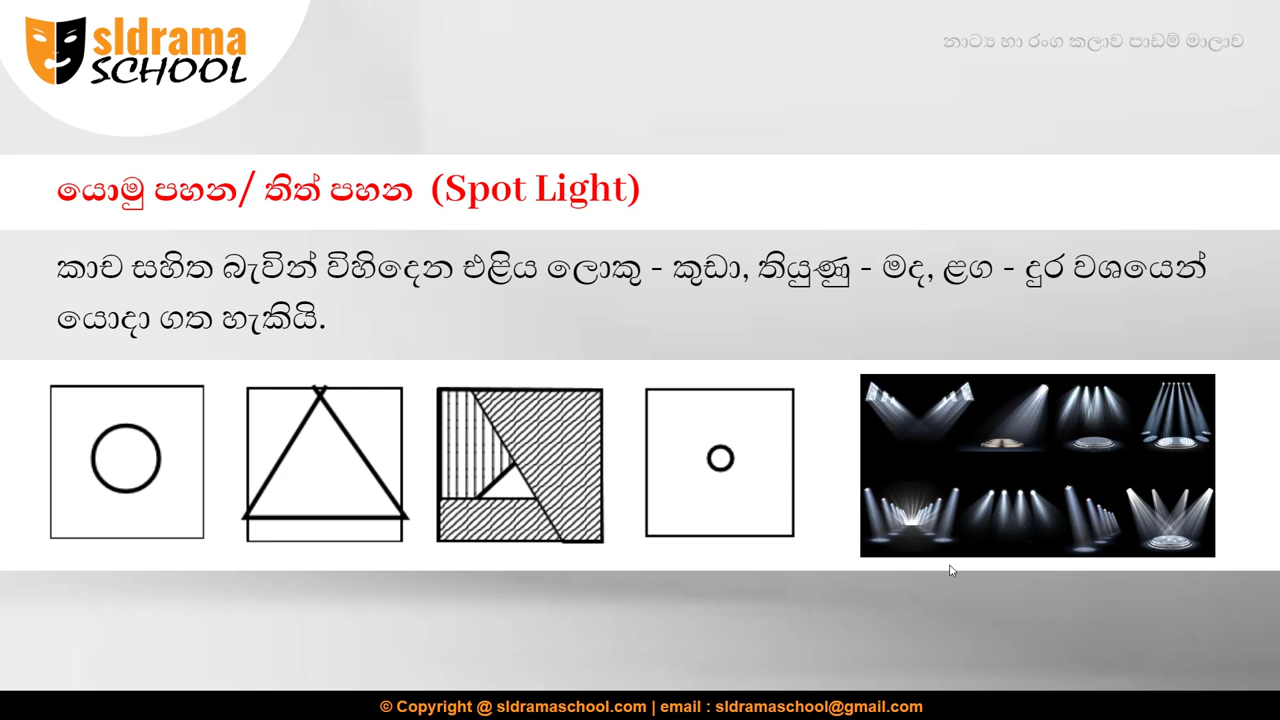 sldrama
SCHOOL
නාට්‍ය හා රංග කලාව පාඩම් මාලාව
යොමු පහන/ තිත් පහන (Spot Light)
කාච සහිත බැවින් විහිදෙන එළිය ලොකු - කුඩා, තියුණු - මද, ළග - දුර වශයෙන්
යොදා ගත හැකියි.
© Copyright @ sldramaschool.com | email : sldramaschool@gmail.com